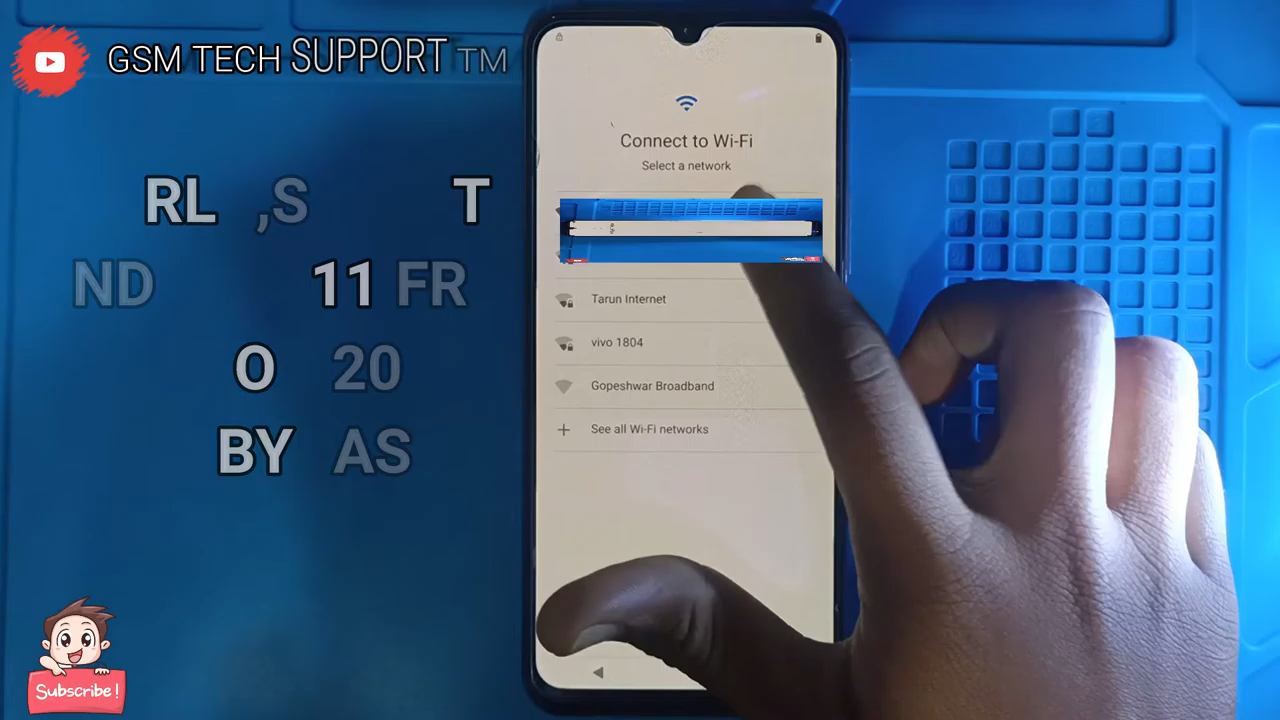 GSM TECH SUPPORT TM
RL ,S T
ND 11 FR
O 20
BY AS
Connect to Wi-Fi
Select a network
Tarun Internet
vivo 1804
Gopeshwar Broadband
+ See all Wi-Fi networks
Subscribe!